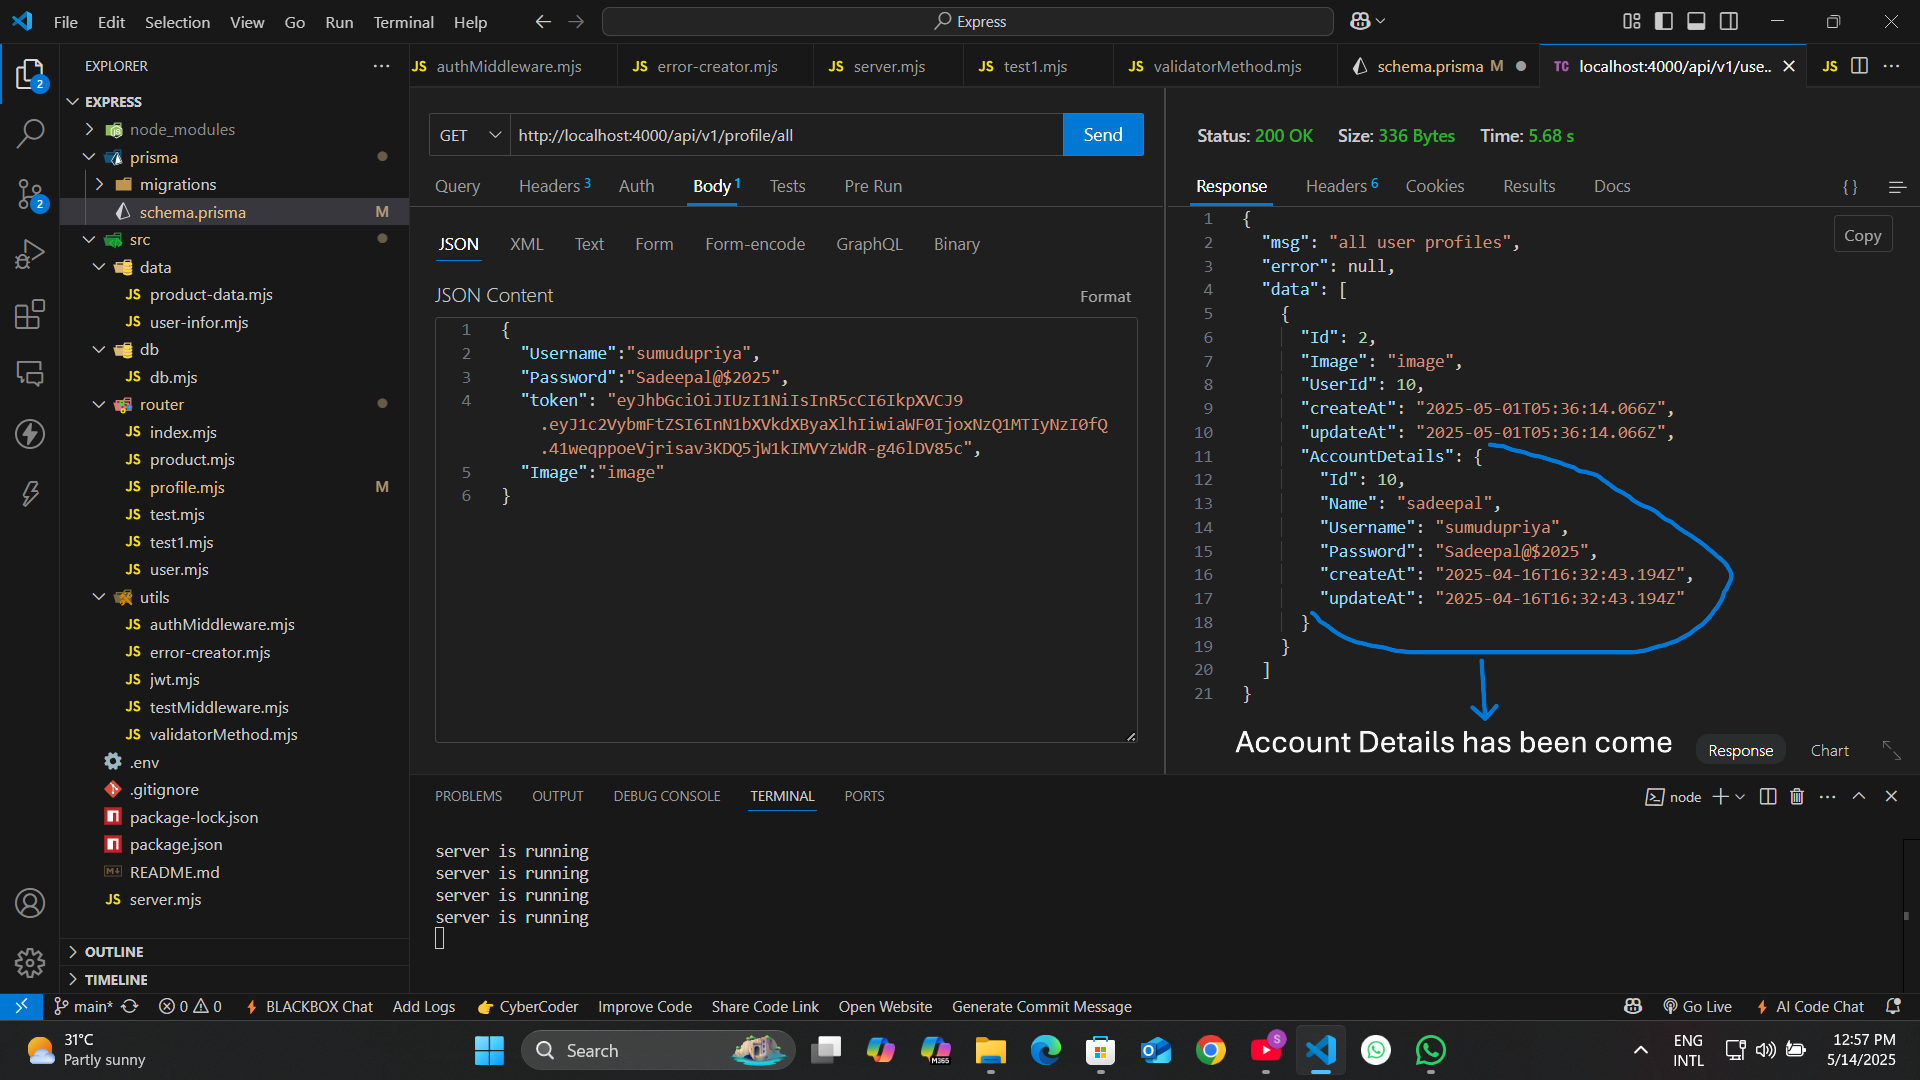 File Edit Selection View Go Run Terminal Help
Express
EXPLORER
EXPRESS
node_modules
prisma
migrations
schema.prisma M
src
data
product-data.mjs
user-infor.mjs
db
db.mjs
router
index.mjs
product.mjs
profile.mjs M
test.mjs
test1.mjs
user.mjs
utils
authMiddleware.mjs
error-creator.mjs
jwt.mjs
testMiddleware.mjs
validatorMethod.mjs
.env
.gitignore
package-lock.json
package.json
README.md
server.mjs
OUTLINE
TIMELINE
2
2
JS authMiddleware.mjs JS error-creator.mjs JS server.mjs JS test1.mjs JS validatorMethod.mjs schema.prisma M TC localhost:4000/api/v1/use.. JS
GET http://localhost:4000/api/v1/profile/all Send
Query Headers 3 Auth Body 1 Tests Pre Run
JSON XML Text Form Form-encode GraphQL Binary
JSON Content Format
1 {
2 "Username":"sumudupriya",
3 "Password":"Sadeepal@$2025",
4 "token": "eyJhbGciOiJIUzI1NiIsInR5cCI6IkpXVCJ9
.eyJ1c2VybmFtZSI6InN1bXVkdXByaXlhIiwiaWF0IjoxNzQ1MTIyNzI0fQ
.41weqppoeVjrisav3KDQ5jW1kIMVYzWdR-g46lDV85c",
5 "Image":"image"
6 }
Status: 200 OK Size: 336 Bytes Time: 5.68 s
Response Headers 6 Cookies Results Docs { }
Copy
1 {
2 "msg": "all user profiles",
3 "error": null,
4 "data": [
5 {
6 "Id": 2,
7 "Image": "image",
8 "UserId": 10,
9 "createAt": "2025-05-01T05:36:14.066Z",
10 "updateAt": "2025-05-01T05:36:14.066Z",
11 "AccountDetails": {
12 "Id": 10,
13 "Name": "sadeepal",
14 "Username": "sumudupriya",
15 "Password": "Sadeepal@$2025",
16 "createAt": "2025-04-16T16:32:43.194Z",
17 "updateAt": "2025-04-16T16:32:43.194Z"
18 }
19 }
20 ]
21 }
Account Details has been come
Response Chart
PROBLEMS OUTPUT DEBUG CONSOLE TERMINAL PORTS
node
server is running
server is running
server is running
server is running
main* 0 0 BLACKBOX Chat Add Logs CyberCoder Improve Code Share Code Link Open Website Generate Commit Message Go Live AI Code Chat
31°C
Partly sunny
Search
M365
S
ENG
INTL
12:57 PM
5/14/2025